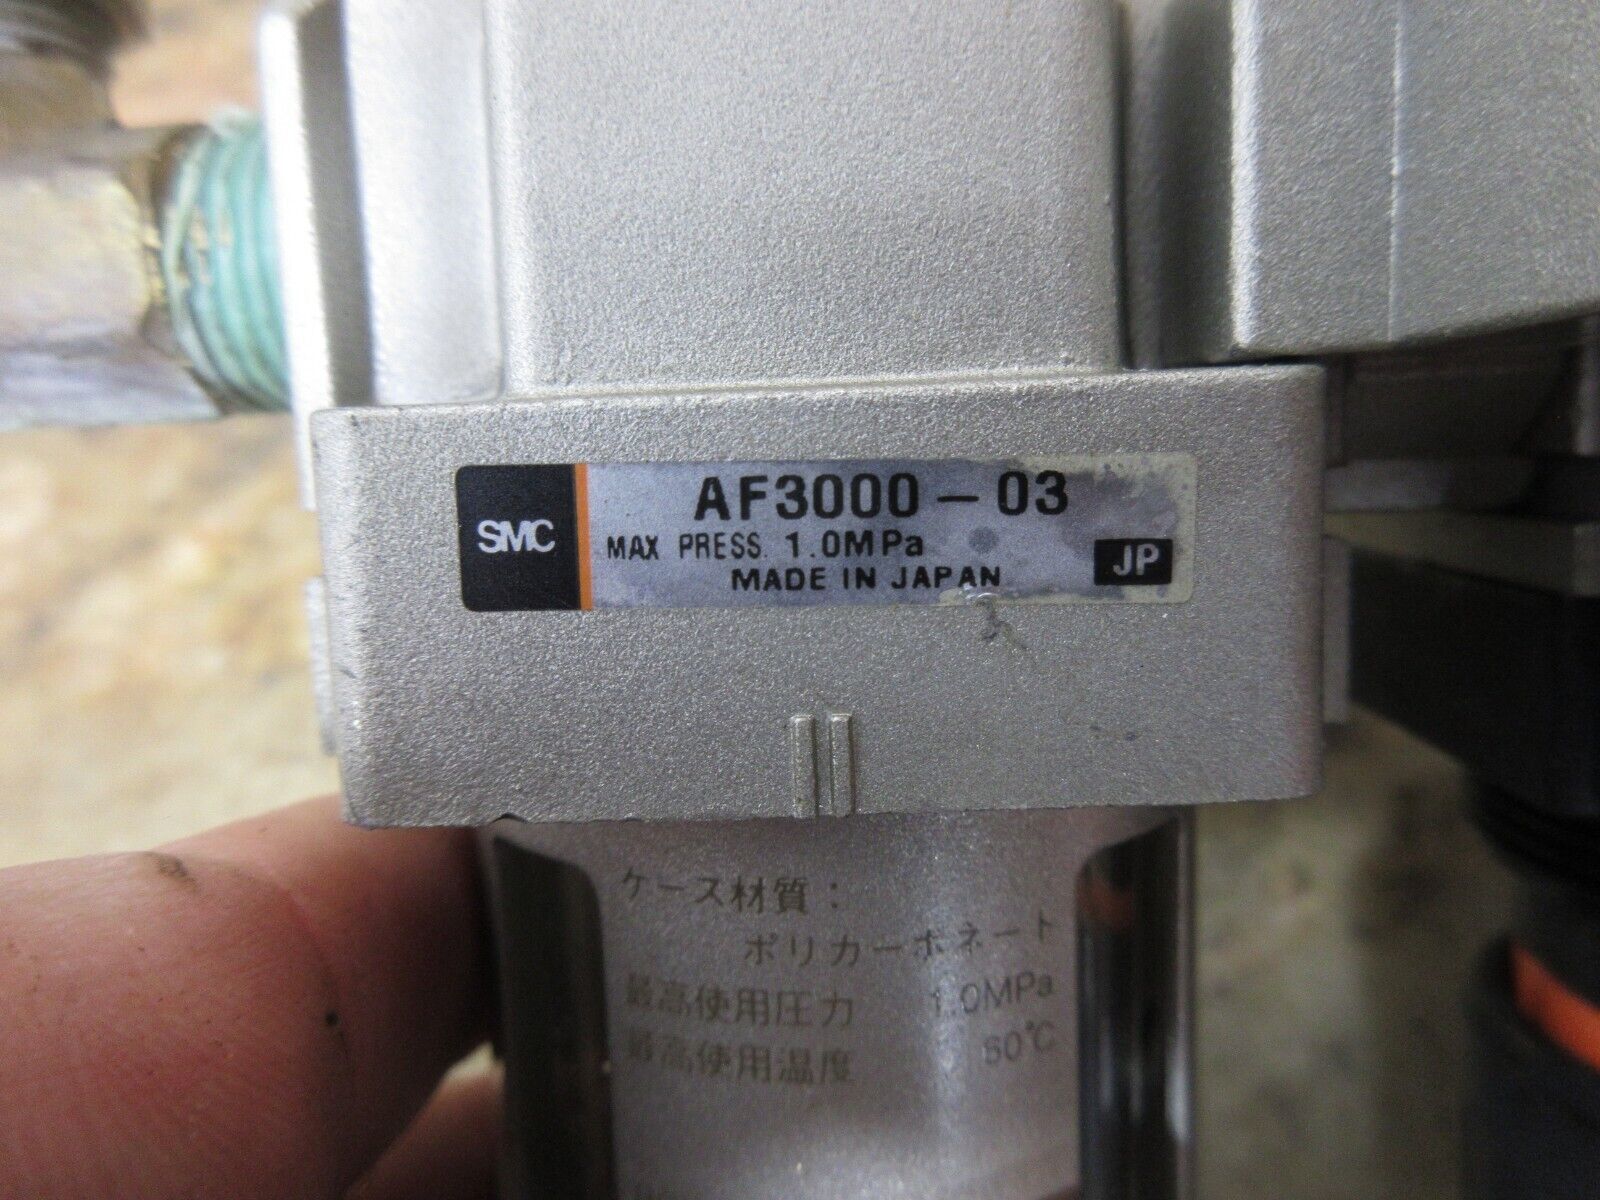 SMC
AF3000-03
MAX PRESS. 1.0MPa
MADE IN JAPAN
JP
ケース材質:
ポリカーボネート
最高使用圧力 1.0MPa
最高使用温度 60℃